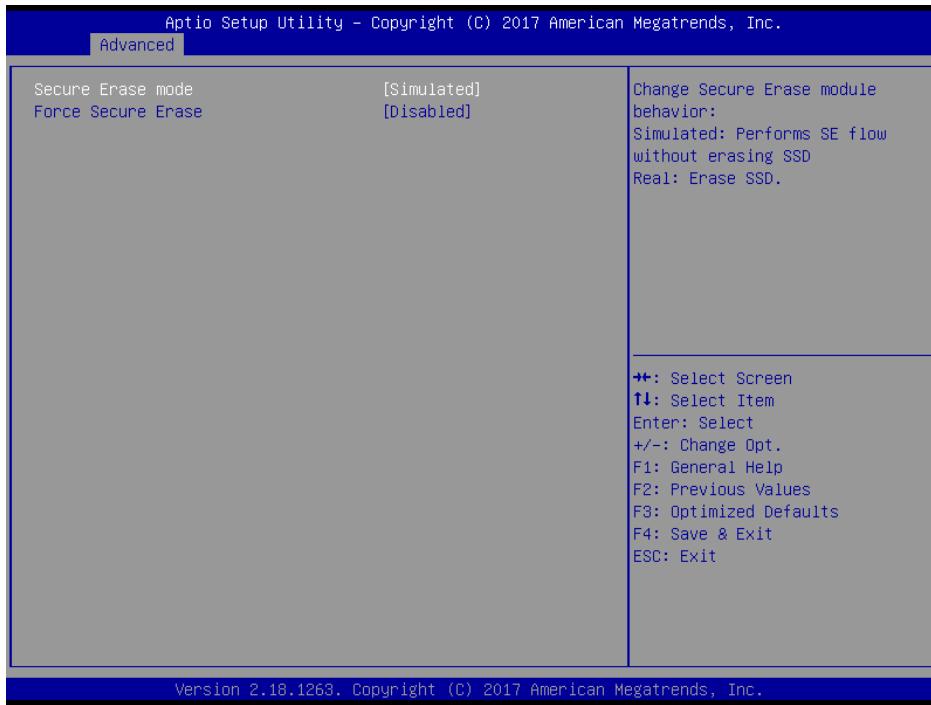 Aptio Setup Utility – Copyright (C) 2017 American Megatrends, Inc.
Advanced
Secure Erase mode [Simulated]
Force Secure Erase [Disabled]
Change Secure Erase module
behavior:
Simulated: Performs SE flow
without erasing SSD
Real: Erase SSD.
→←: Select Screen
↑↓: Select Item
Enter: Select
+/-: Change Opt.
F1: General Help
F2: Previous Values
F3: Optimized Defaults
F4: Save & Exit
ESC: Exit
Version 2.18.1263. Copyright (C) 2017 American Megatrends, Inc.